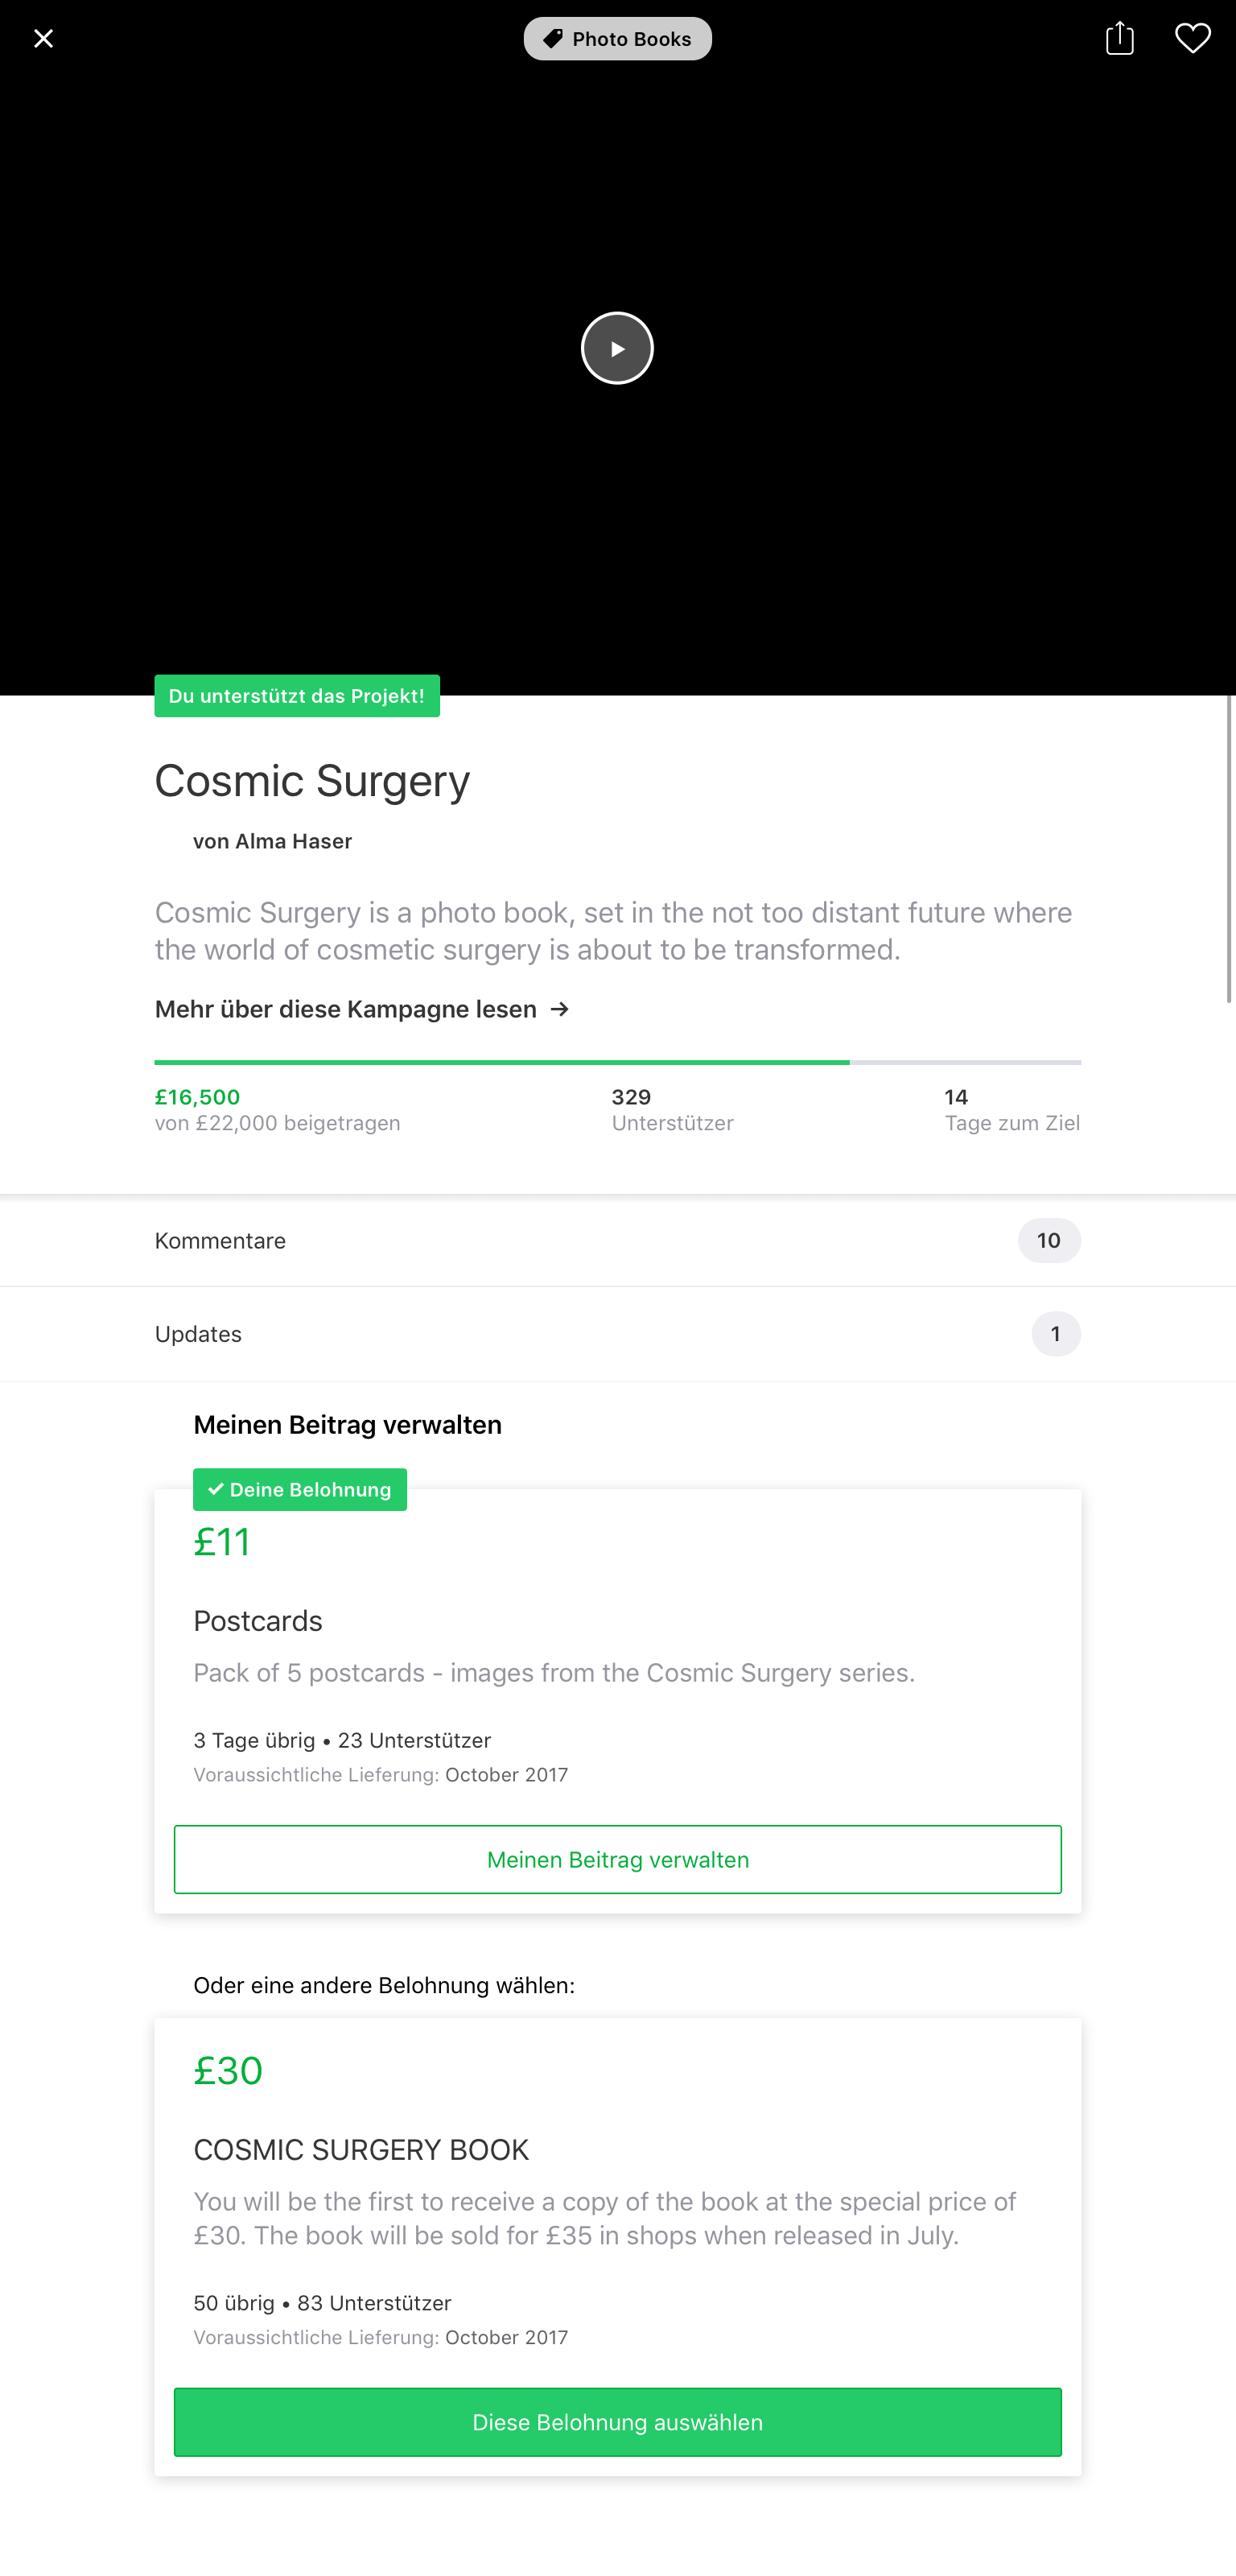 Photo Books
Du unterstützt das Projekt!
Cosmic Surgery
von Alma Haser
Cosmic Surgery is a photo book, set in the not too distant future where
the world of cosmetic surgery is about to be transformed.
Mehr über diese Kampagne lesen →
£16,500
von £22,000 beigetragen
329
Unterstützer
14
Tage zum Ziel
Kommentare
10
Updates
1
Meinen Beitrag verwalten
✓ Deine Belohnung
£11
Postcards
Pack of 5 postcards - images from the Cosmic Surgery series.
3 Tage übrig • 23 Unterstützer
Voraussichtliche Lieferung: October 2017
Meinen Beitrag verwalten
Oder eine andere Belohnung wählen:
£30
COSMIC SURGERY BOOK
You will be the first to receive a copy of the book at the special price of
£30. The book will be sold for £35 in shops when released in July.
50 übrig • 83 Unterstützer
Voraussichtliche Lieferung: October 2017
Diese Belohnung auswählen